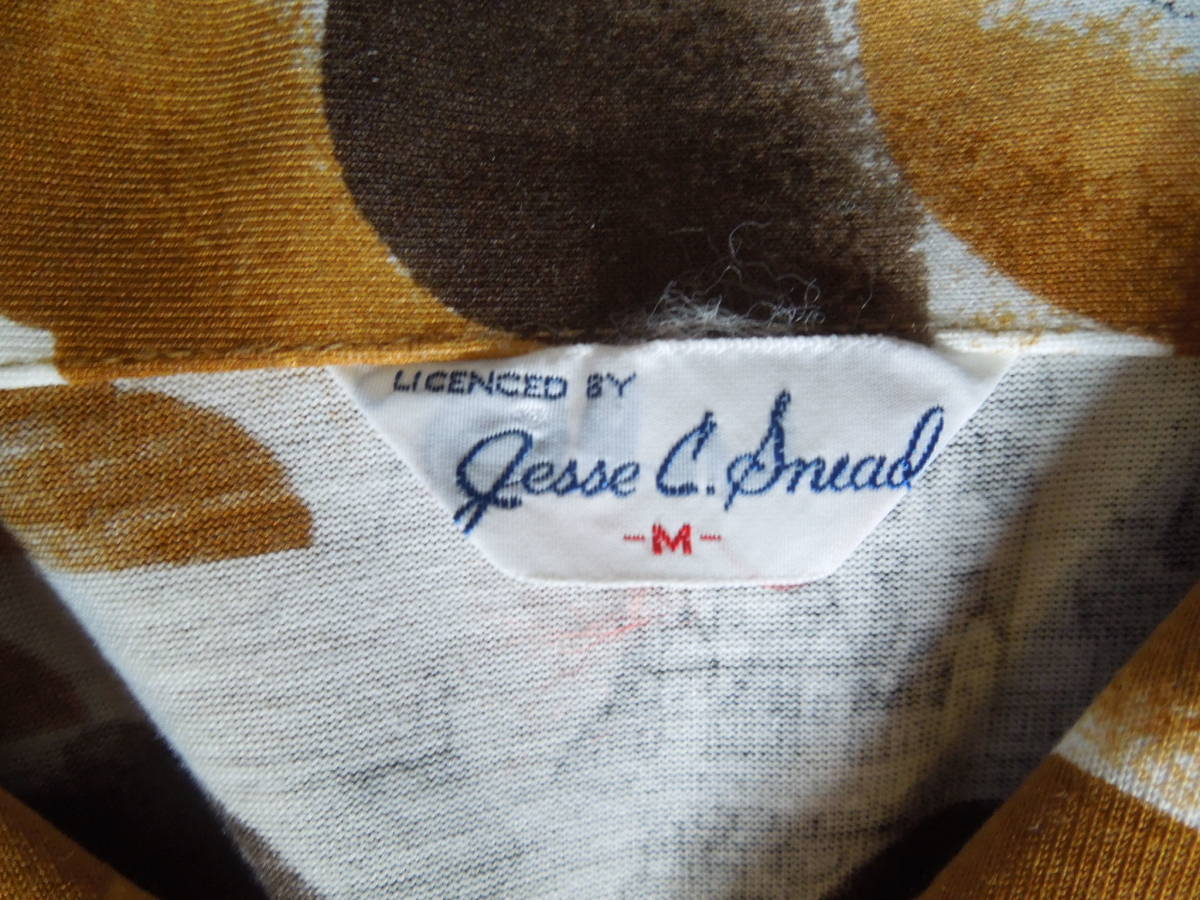 LICENCED BY
Jesse C. Snead
-M-